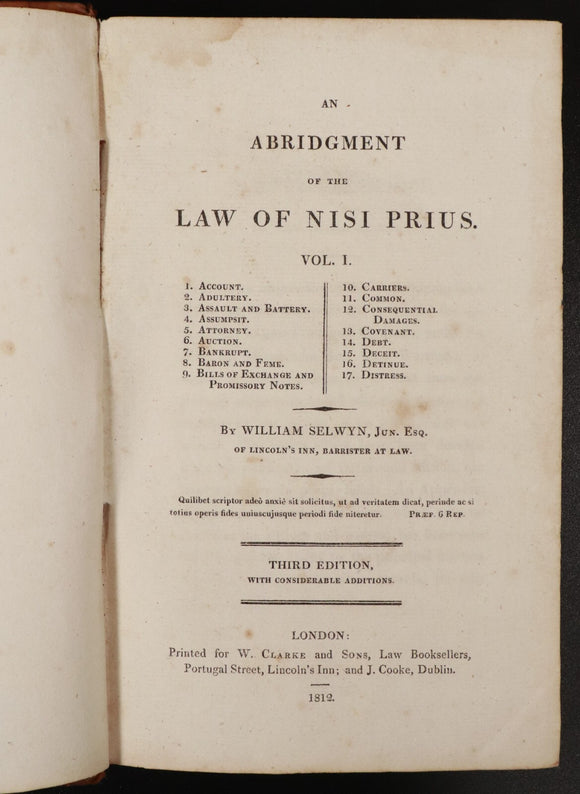 AN
ABRIDGMENT
OF THE
LAW OF NISI PRIUS.
VOL. I.
1. ACCOUNT.
2. ADULTERY.
3. ASSAULT AND BATTERY.
4. ASSUMPSIT.
5. ATTORNEY.
6. AUCTION.
7. BANKRUPT.
8. BARON AND FEME.
9. BILLS OF EXCHANGE AND
PROMISSORY NOTES.
10. CARRIERS.
11. COMMON.
12. CONSEQUENTIAL
DAMAGES.
13. COVENANT.
14. DEBT.
15. DECEIT.
16. DETINUE.
17. DISTRESS.
BY WILLIAM SELWYN, JUN. ESQ.
OF LINCOLN'S INN, BARRISTER AT LAW.
Quilibet scriptor adeò anxiè sit solicitus, ut ad veritatem dicat, perinde ac si
totius operis fides uniuscujusque periodi fide niteretur. PRÆF. 6 REP.
THIRD EDITION,
WITH CONSIDERABLE ADDITIONS.
LONDON:
Printed for W. CLARKE and SONS, Law Booksellers,
Portugal Street, Lincoln's Inn; and J. Cooke, Dublin.
1812.